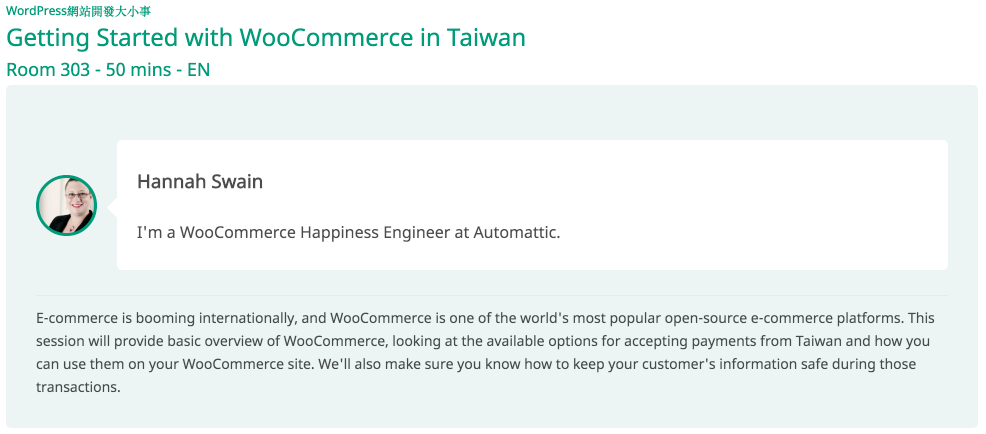 WordPress網站開發大小事
Getting Started with WooCommerce in Taiwan
Room 303 - 50 mins - EN
Hannah Swain
I'm a WooCommerce Happiness Engineer at Automattic.
E-commerce is booming internationally, and WooCommerce is one of the world's most popular open-source e-commerce platforms. This
session will provide basic overview of WooCommerce, looking at the available options for accepting payments from Taiwan and how you
can use them on your WooCommerce site. We'll also make sure you know how to keep your customer's information safe during those
transactions.